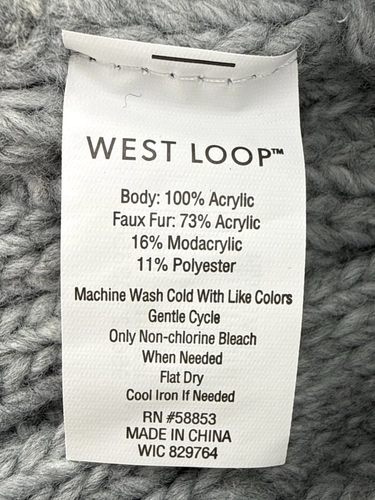 WEST LOOP™
Body: 100% Acrylic
Faux Fur: 73% Acrylic
16% Modacrylic
11% Polyester
Machine Wash Cold With Like Colors
Gentle Cycle
Only Non-chlorine Bleach
When Needed
Flat Dry
Cool Iron If Needed
RN #58853
MADE IN CHINA
WIC 829764